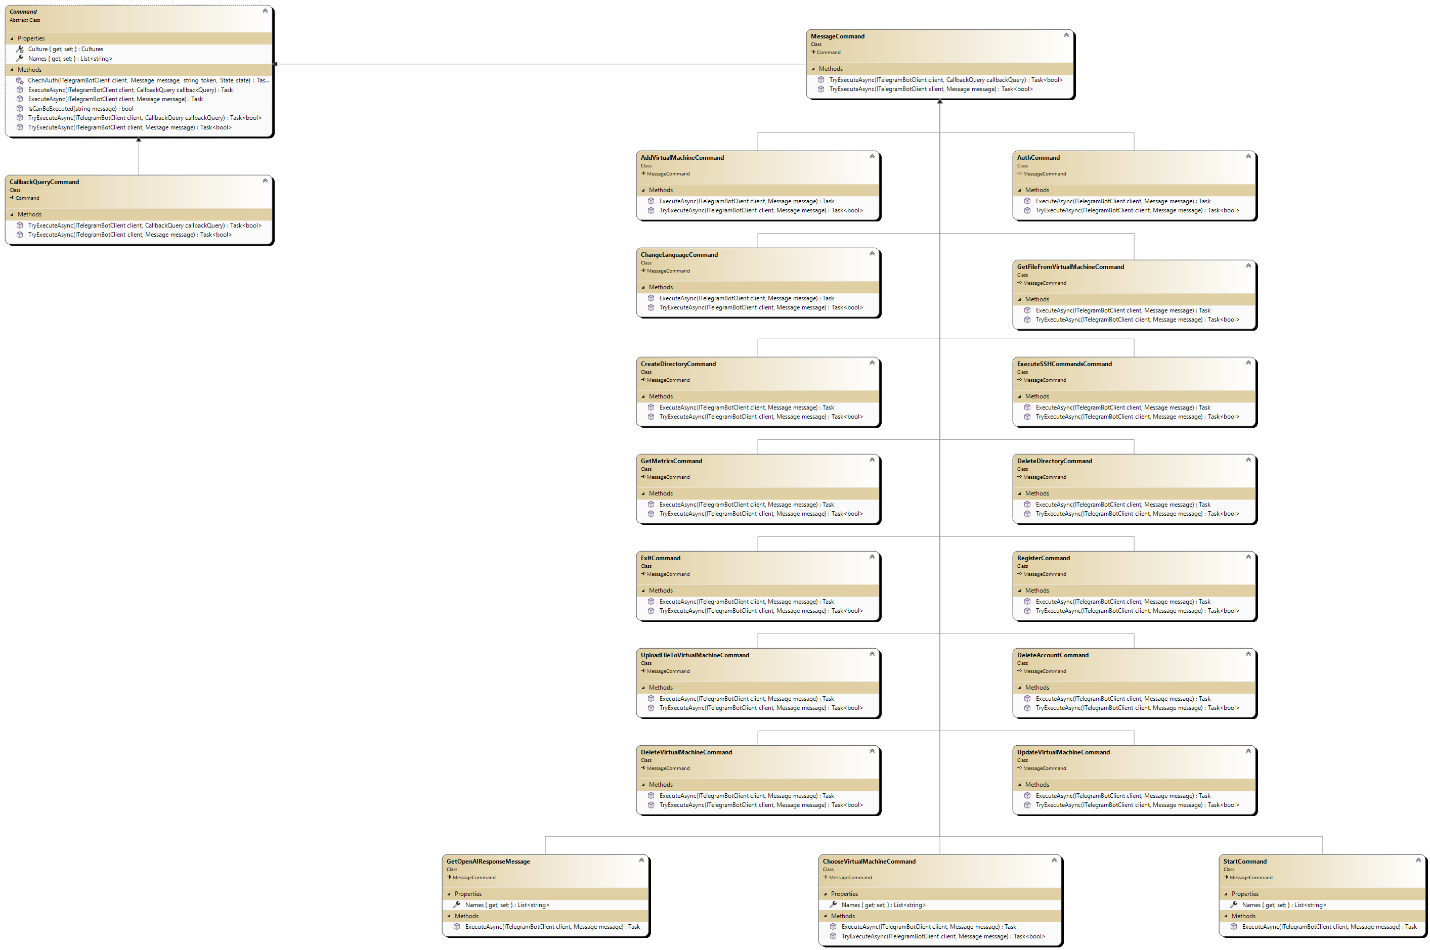 Command
Abstract Class
Properties
Culture { get; set; } : Cultures
Names { get; set; } : List<string>
Methods
ChechAuth(ITelegramBotClient client, Message message, string token, State state) : Tas...
ExecuteAsync(ITelegramBotClient client, CallbackQuery callbackQuery) : Task
ExecuteAsync(ITelegramBotClient client, Message message) : Task
IsCanBeExecuted(string message) : bool
TryExecuteAsync(ITelegramBotClient client, CallbackQuery callbackQuery) : Task<bool>
TryExecuteAsync(ITelegramBotClient client, Message message) : Task<bool>
CallbackQueryCommand
Class
Command
Methods
TryExecuteAsync(ITelegramBotClient client, CallbackQuery callbackQuery) : Task<bool>
TryExecuteAsync(ITelegramBotClient client, Message message) : Task<bool>
MessageCommand
Class
Command
Methods
TryExecuteAsync(ITelegramBotClient client, CallbackQuery callbackQuery) : Task<bool>
TryExecuteAsync(ITelegramBotClient client, Message message) : Task<bool>
AddVirtualMachineCommand
Class
MessageCommand
Methods
ExecuteAsync(ITelegramBotClient client, Message message) : Task
TryExecuteAsync(ITelegramBotClient client, Message message) : Task<bool>
AuthCommand
Class
MessageCommand
Methods
ExecuteAsync(ITelegramBotClient client, Message message) : Task
TryExecuteAsync(ITelegramBotClient client, Message message) : Task<bool>
ChangeLanguageCommand
Class
MessageCommand
Methods
ExecuteAsync(ITelegramBotClient client, Message message) : Task
TryExecuteAsync(ITelegramBotClient client, Message message) : Task<bool>
GetFileFromVirtualMachineCommand
Class
MessageCommand
Methods
ExecuteAsync(ITelegramBotClient client, Message message) : Task
TryExecuteAsync(ITelegramBotClient client, Message message) : Task<bool>
CreateDirectoryCommand
Class
MessageCommand
Methods
ExecuteAsync(ITelegramBotClient client, Message message) : Task
TryExecuteAsync(ITelegramBotClient client, Message message) : Task<bool>
ExecuteSSHCommandsCommand
Class
MessageCommand
Methods
ExecuteAsync(ITelegramBotClient client, Message message) : Task
TryExecuteAsync(ITelegramBotClient client, Message message) : Task<bool>
GetMetricsCommand
Class
MessageCommand
Methods
ExecuteAsync(ITelegramBotClient client, Message message) : Task
TryExecuteAsync(ITelegramBotClient client, Message message) : Task<bool>
DeleteDirectoryCommand
Class
MessageCommand
Methods
ExecuteAsync(ITelegramBotClient client, Message message) : Task
TryExecuteAsync(ITelegramBotClient client, Message message) : Task<bool>
ExitCommand
Class
MessageCommand
Methods
ExecuteAsync(ITelegramBotClient client, Message message) : Task
TryExecuteAsync(ITelegramBotClient client, Message message) : Task<bool>
RegisterCommand
Class
MessageCommand
Methods
ExecuteAsync(ITelegramBotClient client, Message message) : Task
TryExecuteAsync(ITelegramBotClient client, Message message) : Task<bool>
UploadFileToVirtualMachineCommand
Class
MessageCommand
Methods
ExecuteAsync(ITelegramBotClient client, Message message) : Task
TryExecuteAsync(ITelegramBotClient client, Message message) : Task<bool>
DeleteAccountCommand
Class
MessageCommand
Methods
ExecuteAsync(ITelegramBotClient client, Message message) : Task
TryExecuteAsync(ITelegramBotClient client, Message message) : Task<bool>
DeleteVirtualMachineCommand
Class
MessageCommand
Methods
ExecuteAsync(ITelegramBotClient client, Message message) : Task
TryExecuteAsync(ITelegramBotClient client, Message message) : Task<bool>
UpdateVirtualMachineCommand
Class
MessageCommand
Methods
ExecuteAsync(ITelegramBotClient client, Message message) : Task
TryExecuteAsync(ITelegramBotClient client, Message message) : Task<bool>
GetOpenAIResponseMessage
Class
MessageCommand
Properties
Names { get; set; } : List<string>
Methods
ExecuteAsync(ITelegramBotClient client, Message message) : Task
ChooseVirtualMachineCommand
Class
MessageCommand
Properties
Names { get; set; } : List<string>
Methods
ExecuteAsync(ITelegramBotClient client, Message message) : Task
TryExecuteAsync(ITelegramBotClient client, Message message) : Task<bool>
StartCommand
Class
MessageCommand
Properties
Names { get; set; } : List<string>
Methods
ExecuteAsync(ITelegramBotClient client, Message message) : Task